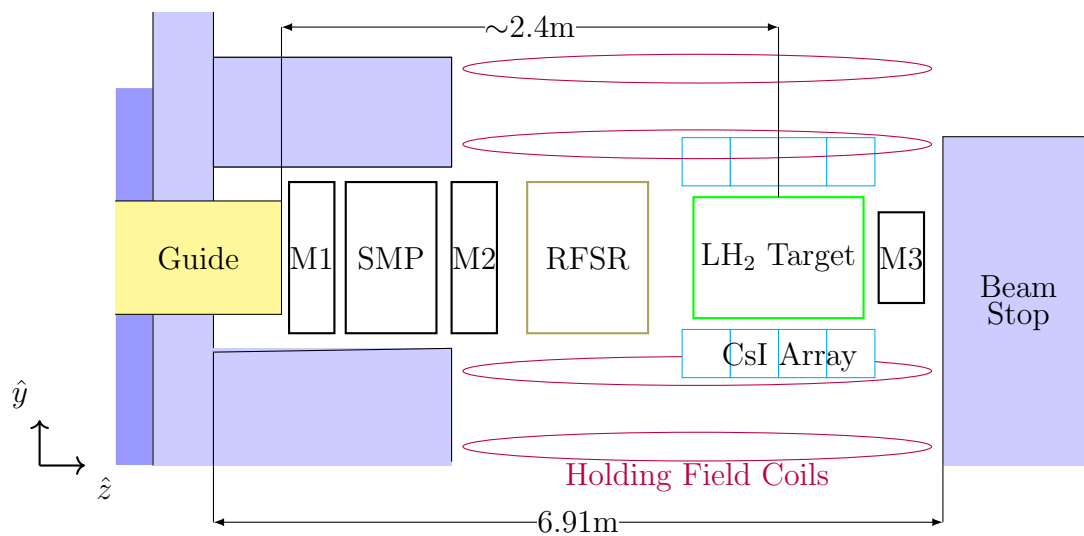 ~2.4m
Guide
M1
SMP
M2
RFSR
LH₂ Target
M3
Beam
Stop
CsI Array
ŷ
ẑ
Holding Field Coils
6.91m